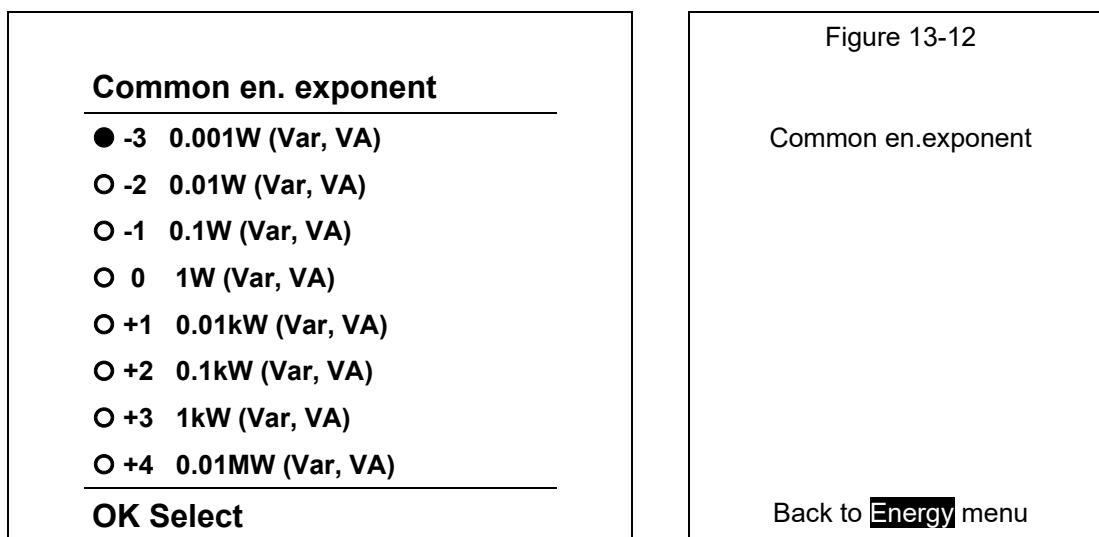 Common en. exponent
-3 0.001W (Var, VA)
-2 0.01W (Var, VA)
-1 0.1W (Var, VA)
0 1W (Var, VA)
+1 0.01kW (Var, VA)
+2 0.1kW (Var, VA)
+3 1kW (Var, VA)
+4 0.01MW (Var, VA)
OK Select
Figure 13-12
Common en.exponent
Back to Energy menu